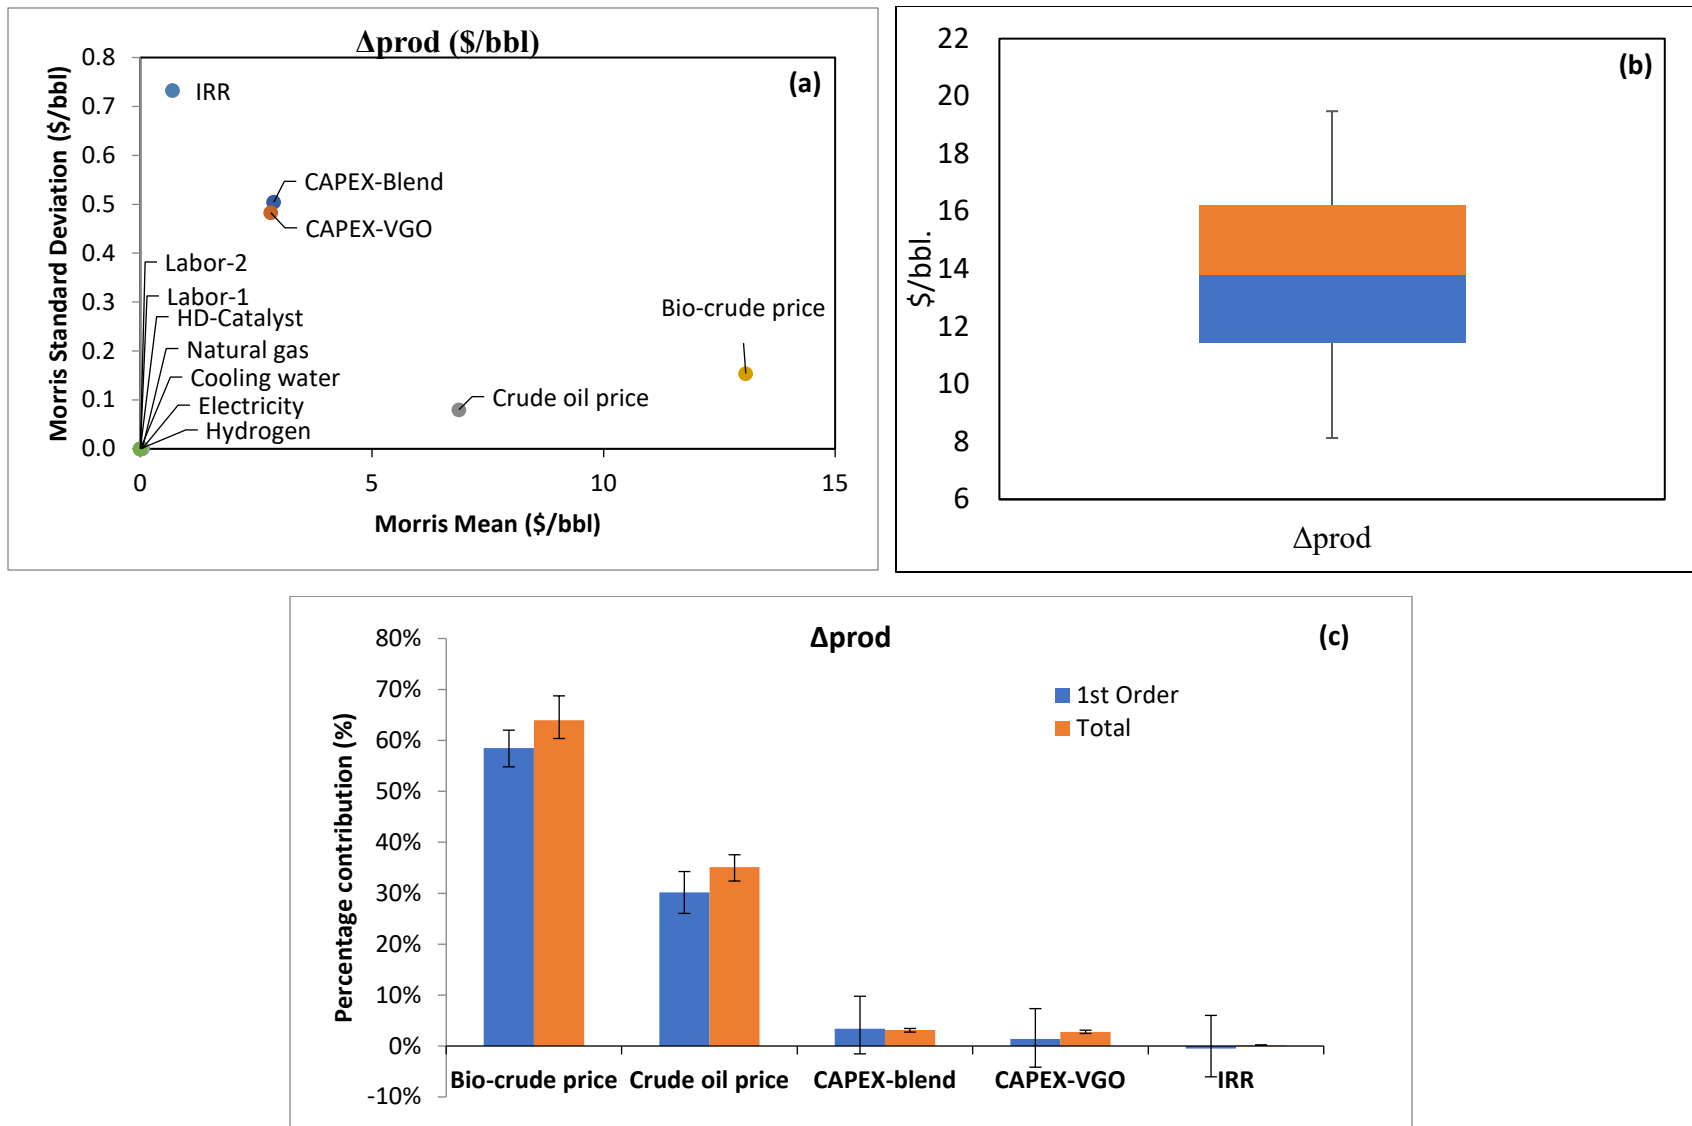 Δprod ($/bbl)
(a)
Morris Standard Deviation ($/bbl)
0.8
0.7
0.6
0.5
0.4
0.3
0.2
0.1
0.0
IRR
CAPEX-Blend
CAPEX-VGO
Labor-2
Labor-1
HD-Catalyst
Natural gas
Cooling water
Electricity
Hydrogen
Bio-crude price
Crude oil price
0 5 10 15
Morris Mean ($/bbl)
(b)
$/bbl.
22
20
18
16
14
12
10
8
6
Δprod
Δprod
(c)
Percentage contribution (%)
80%
70%
60%
50%
40%
30%
20%
10%
0%
-10%
1st Order
Total
Bio-crude price Crude oil price CAPEX-blend CAPEX-VGO IRR